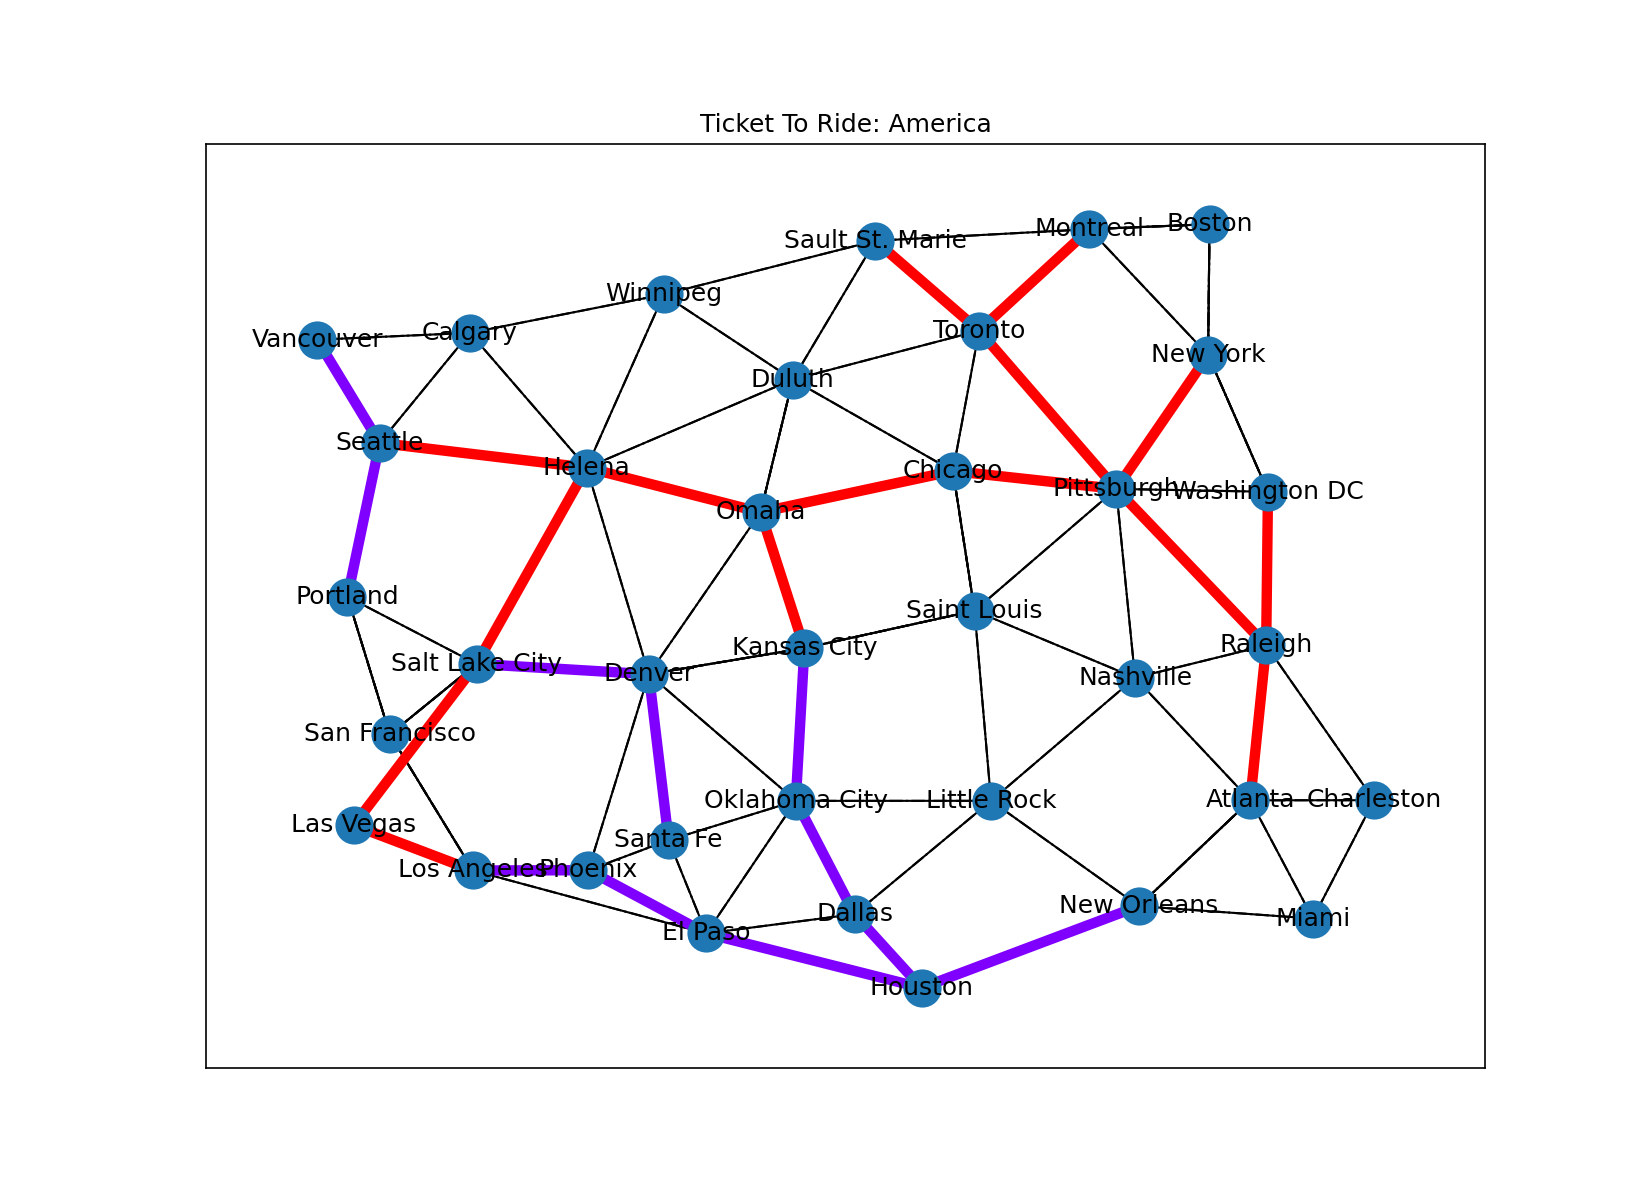 Ticket To Ride: America
Boston
Montreal
Sault St. Marie
Winnipeg
Toronto
Calgary
Vancouver
New York
Duluth
Seattle
Helena
Chicago
Pittsburgh
Washington DC
Omaha
Portland
Saint Louis
Raleigh
Kansas City
Salt Lake City
Denver
Nashville
San Francisco
Oklahoma City
Little Rock
Atlanta
Charleston
Las Vegas
Santa Fe
Los Angeles
Phoenix
New Orleans
Dallas
Miami
El Paso
Houston